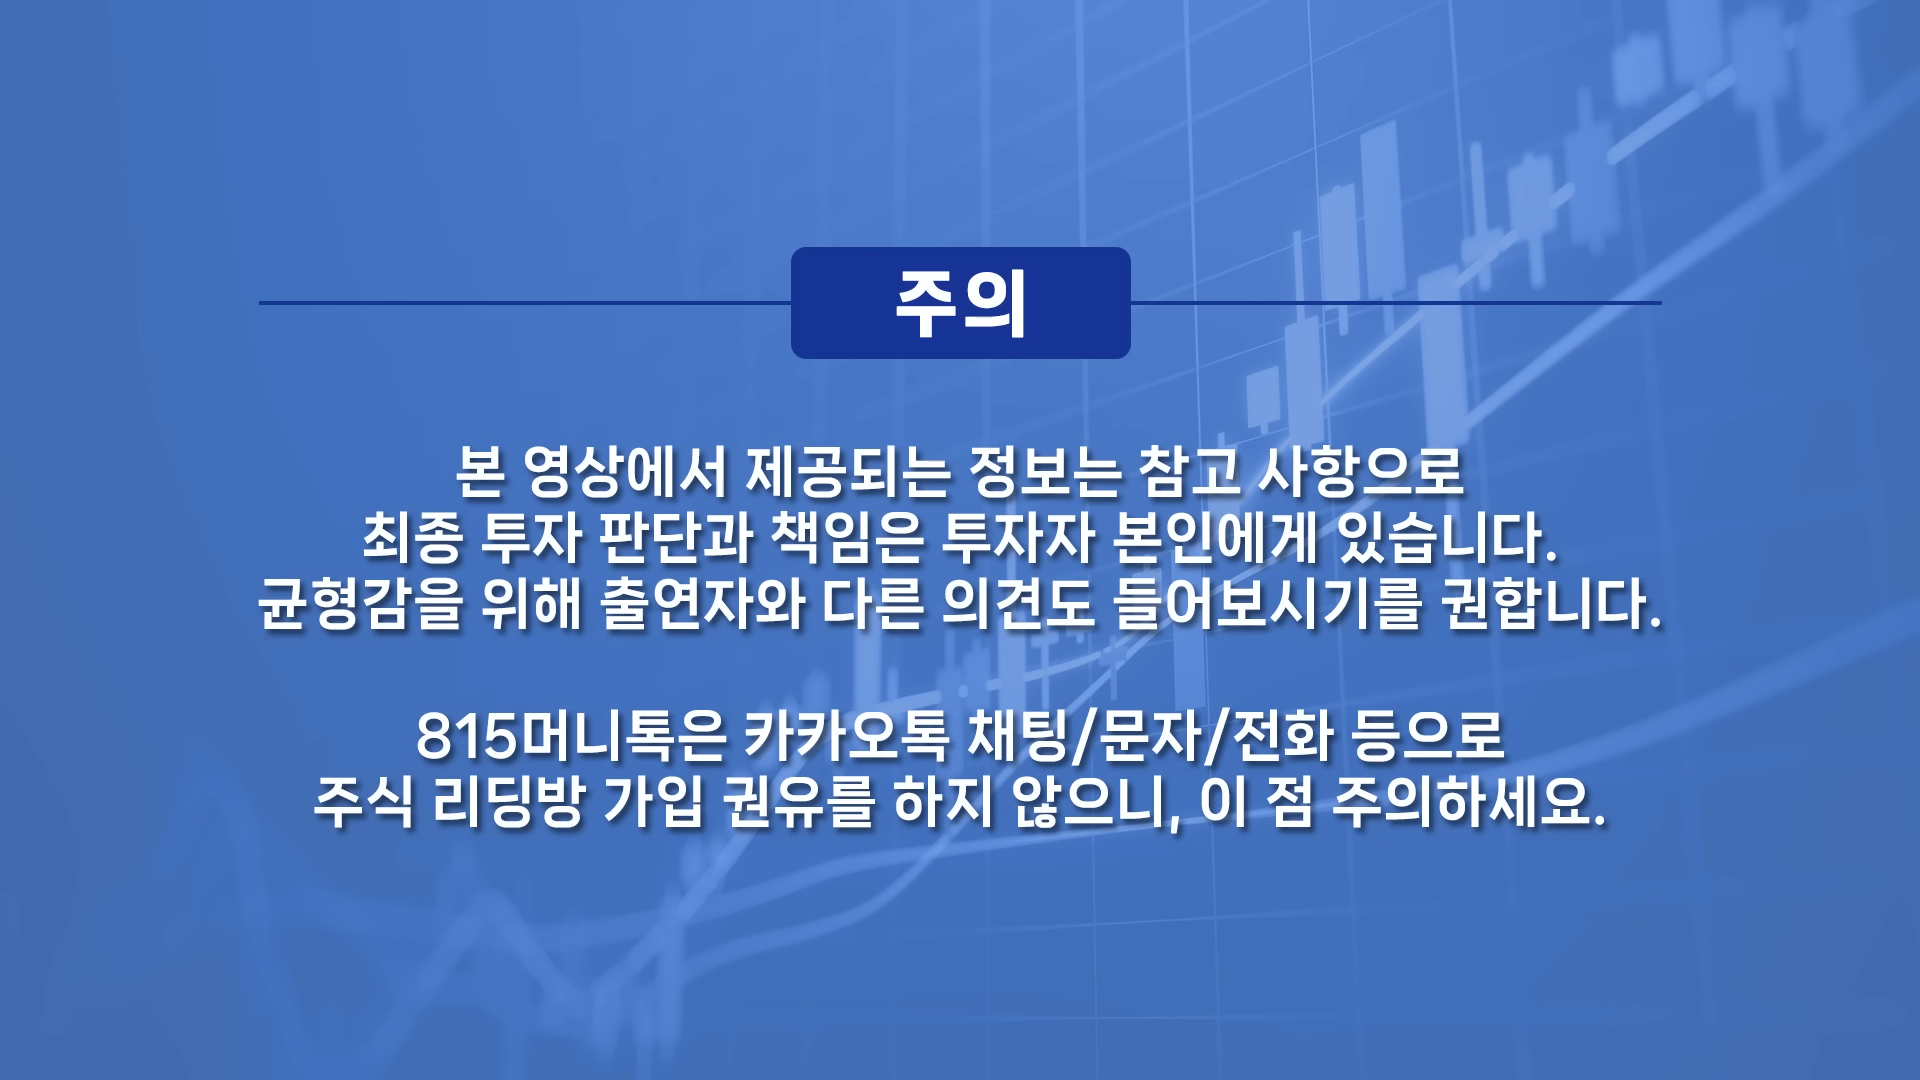 주의
본 영상에서 제공되는 정보는 참고 사항으로
최종 투자 판단과 책임은 투자자 본인에게 있습니다.
균형감을 위해 출연자와 다른 의견도 들어보시기를 권합니다.
815머니톡은 카카오톡 채팅/문자/전화 등으로
주식 리딩방 가입 권유를 하지 않으니, 이 점 주의하세요.